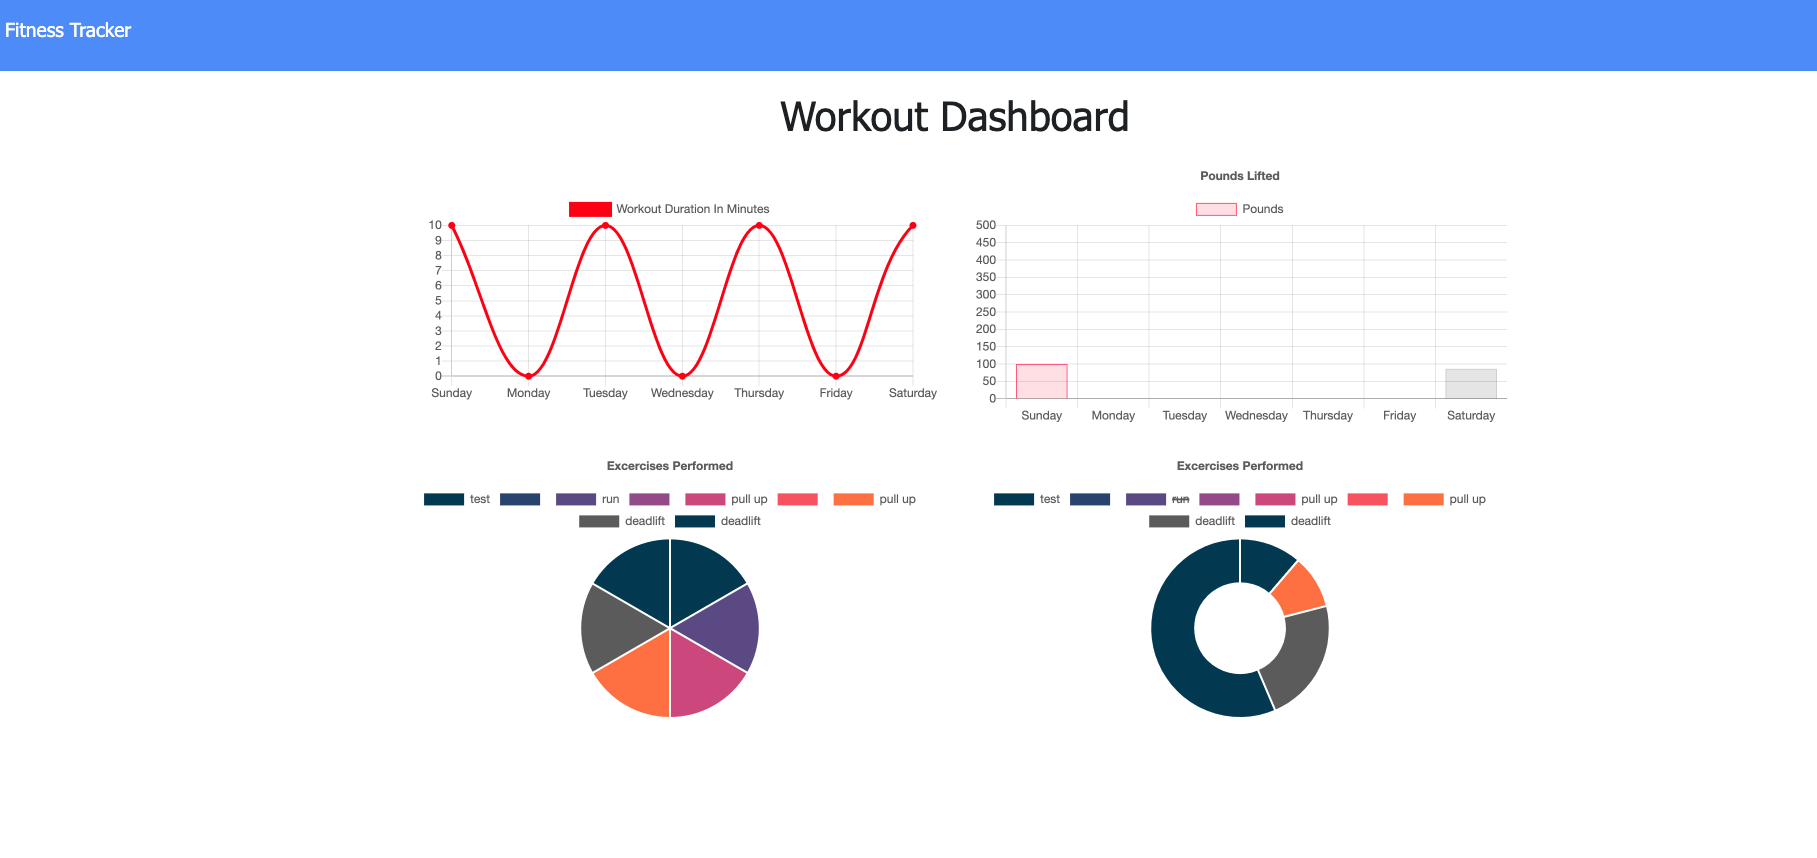 Fitness Tracker
Workout Dashboard
Workout Duration In Minutes
10
9
8
7
6
5
4
3
2
1
0
Sunday Monday Tuesday Wednesday Thursday Friday Saturday
Pounds Lifted
Pounds
500
450
400
350
300
250
200
150
100
50
0
Sunday Monday Tuesday Wednesday Thursday Friday Saturday
Excercises Performed
test run pull up pull up
deadlift deadlift
Excercises Performed
test run pull up pull up
deadlift deadlift